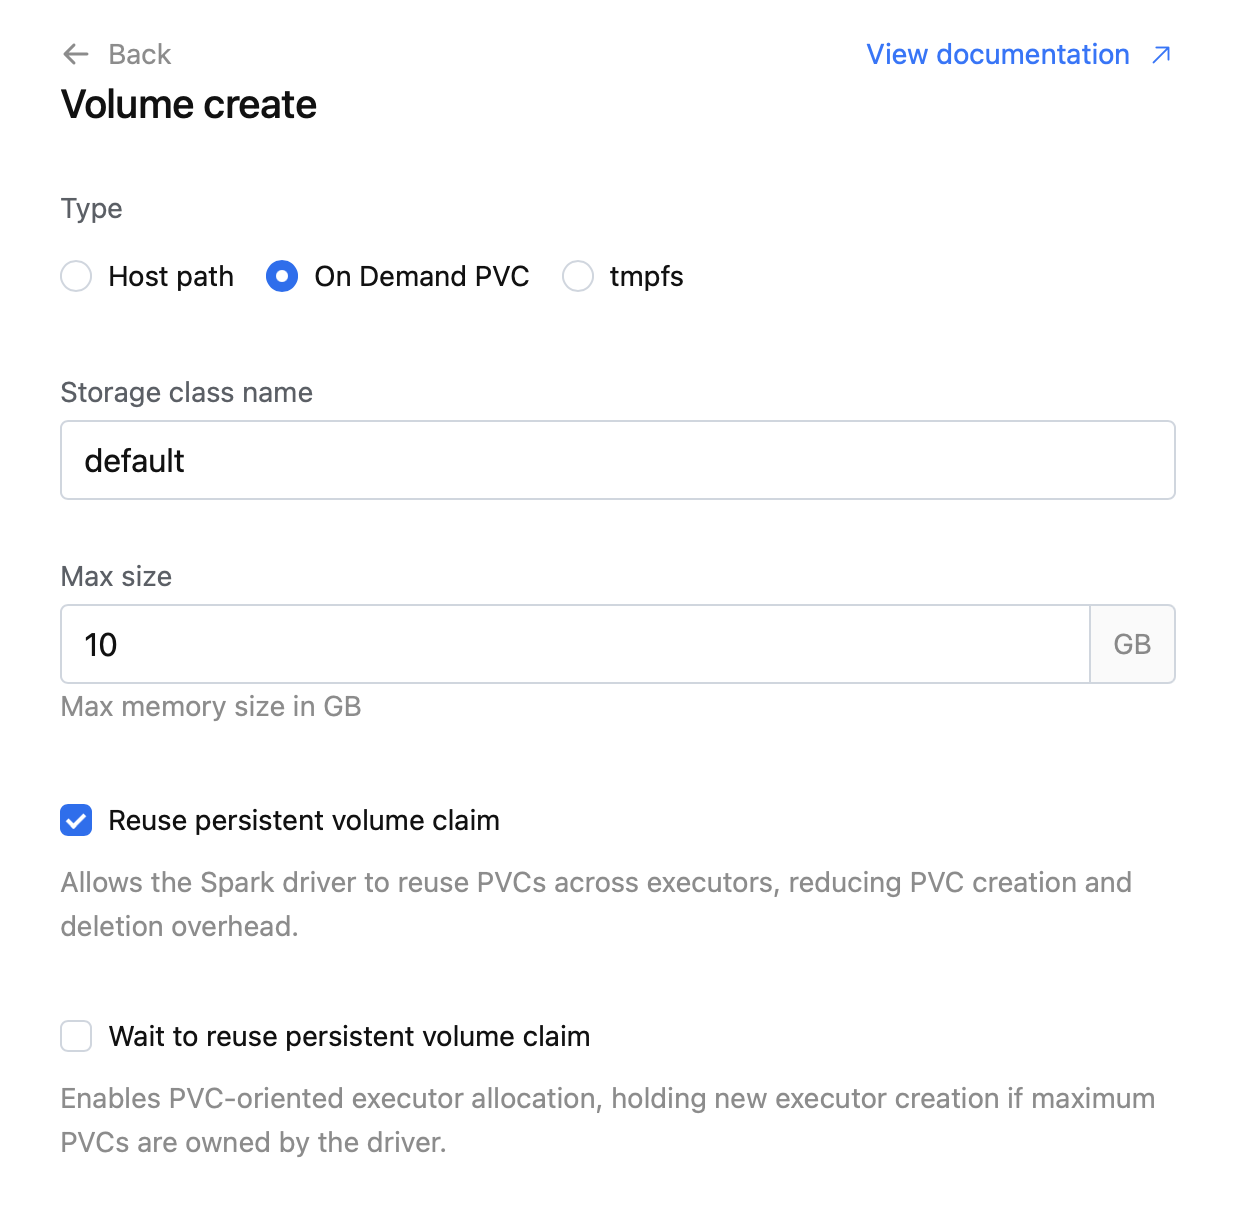 Back
View documentation
Volume create
Type
Host path
On Demand PVC
tmpfs
Storage class name
default
Max size
10
GB
Max memory size in GB
Reuse persistent volume claim
Allows the Spark driver to reuse PVCs across executors, reducing PVC creation and
deletion overhead.
Wait to reuse persistent volume claim
Enables PVC-oriented executor allocation, holding new executor creation if maximum
PVCs are owned by the driver.